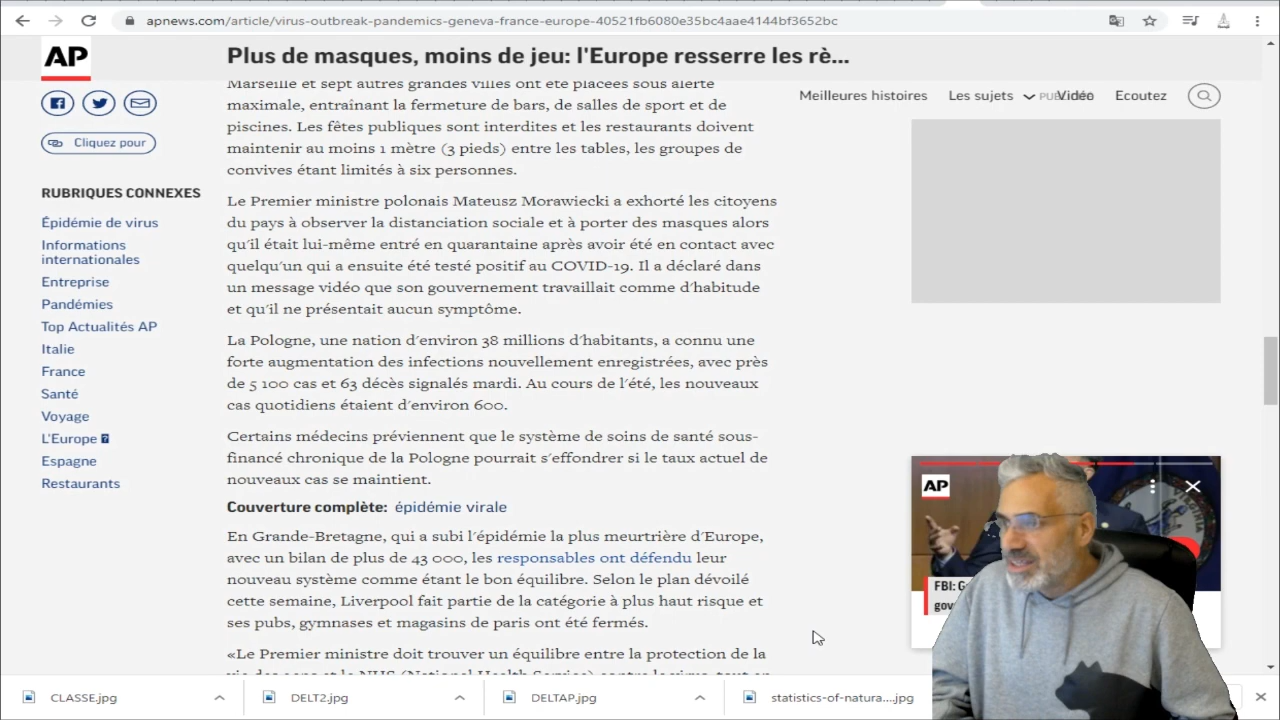 apnews.com/article/virus-outbreak-pandemics-geneva-france-europe-40521fb6080e35bc4aae4144bf3652bc
AP
Plus de masques, moins de jeu: l'Europe resserre les rè...
Meilleures histoires
Les sujets
Vidéo
Ecoutez
Cliquez pour
RUBRIQUES CONNEXES
Épidémie de virus
Informations
internationales
Entreprise
Pandémies
Top Actualités AP
Italie
France
Santé
Voyage
L'Europe
Espagne
Restaurants
Marseille et sept autres grandes villes ont été placées sous alerte
maximale, entraînant la fermeture de bars, de salles de sport et de
piscines. Les fêtes publiques sont interdites et les restaurants doivent
maintenir au moins 1 mètre (3 pieds) entre les tables, les groupes de
convives étant limités à six personnes.
Le Premier ministre polonais Mateusz Morawiecki a exhorté les citoyens
du pays à observer la distanciation sociale et à porter des masques alors
qu'il était lui-même entré en quarantaine après avoir été en contact avec
quelqu'un qui a ensuite été testé positif au COVID-19. Il a déclaré dans
un message vidéo que son gouvernement travaillait comme d'habitude
et qu'il ne présentait aucun symptôme.
La Pologne, une nation d'environ 38 millions d'habitants, a connu une
forte augmentation des infections nouvellement enregistrées, avec près
de 5 100 cas et 63 décès signalés mardi. Au cours de l'été, les nouveaux
cas quotidiens étaient d'environ 600.
Certains médecins préviennent que le système de soins de santé sous-
financé chronique de la Pologne pourrait s'effondrer si le taux actuel de
nouveaux cas se maintient.
Couverture complète: épidémie virale
En Grande-Bretagne, qui a subi l'épidémie la plus meurtrière d'Europe,
avec un bilan de plus de 43 000, les responsables ont défendu leur
nouveau système comme étant le bon équilibre. Selon le plan dévoilé
cette semaine, Liverpool fait partie de la catégorie à plus haut risque et
ses pubs, gymnases et magasins de paris ont été fermés.
«Le Premier ministre doit trouver un équilibre entre la protection de la
AP
FBI:
CLASSE.jpg
DELT2.jpg
DELTAP.jpg
statistics-of-natura....jpg